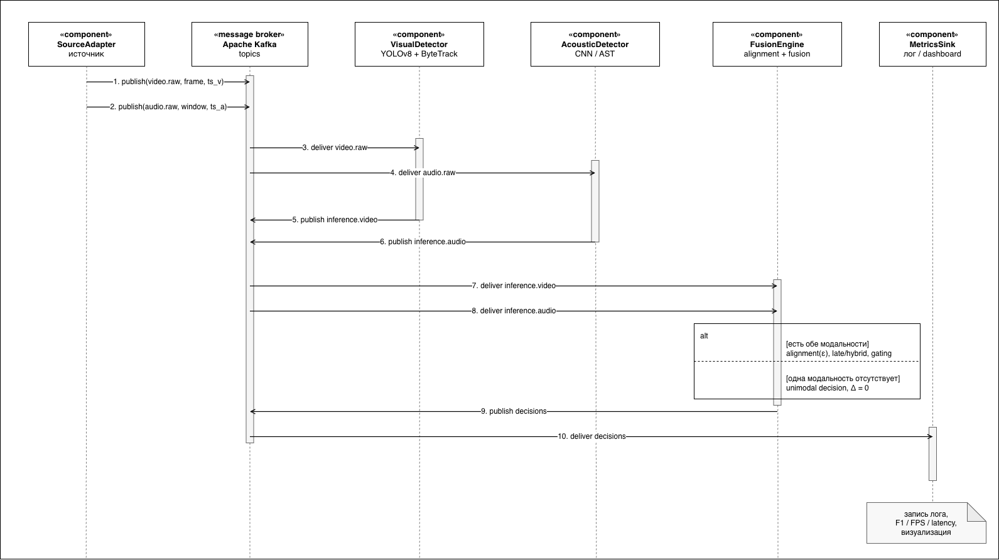 «component»
SourceAdapter
источник
«message broker»
Apache Kafka
topics
«component»
VisualDetector
YOLOv8 + ByteTrack
«component»
AcousticDetector
CNN / AST
«component»
FusionEngine
alignment + fusion
«component»
MetricsSink
лог / dashboard
1. publish(video.raw, frame, ts_v)
2. publish(audio.raw, window, ts_a)
3. deliver video.raw
4. deliver audio.raw
5. publish inference.video
6. publish inference.audio
7. deliver inference.video
8. deliver inference.audio
alt
[есть обе модальности]
alignment(ε), late/hybrid, gating
[одна модальность отсутствует]
unimodal decision, Δ = 0
9. publish decisions
10. deliver decisions
запись лога,
F1 / FPS / latency,
визуализация